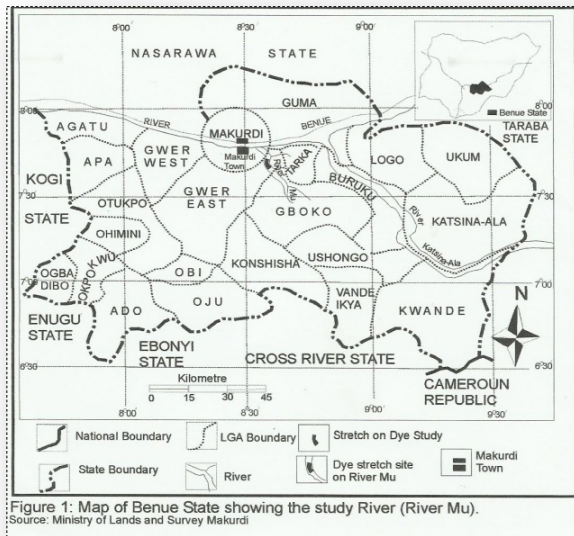 NASARAWA STATE
8°00 8°30 9°00
GUMA
Benue State
8°00
8°00
TARABA
STATE
AGATU
RIVER
BENUE
MAKURDI
Makurdi
Town
APA
GWER
WEST
River
Mu
TARKA
LOGO
UKUM
BURUKU
KOGI
STATE
7°30
7°30
OTUKPO
GWER
EAST
GBOKO
River
Katsina-Ala
KATSINA-ALA
OHIMINI
OGBA
DIBO
OKPOKWU
OBI
KONSHISHA
USHONGO
7°00
7°00
ADO
OJU
VANDE
IKYA
KWANDE
N
ENUGU
STATE
EBONYI
STATE
CROSS RIVER STATE
6°30
6°30
CAMEROUN
REPUBLIC
Kilometre
0 15 30 45
8°00 8°30 9°00 9°30
National Boundary
LGA Boundary
Stretch on Dye Study
State Boundary
River
Dye stretch site
on River Mu
Makurdi
Town
Figure 1: Map of Benue State showing the study River (River Mu).
Source: Ministry of Lands and Survey Makurdi